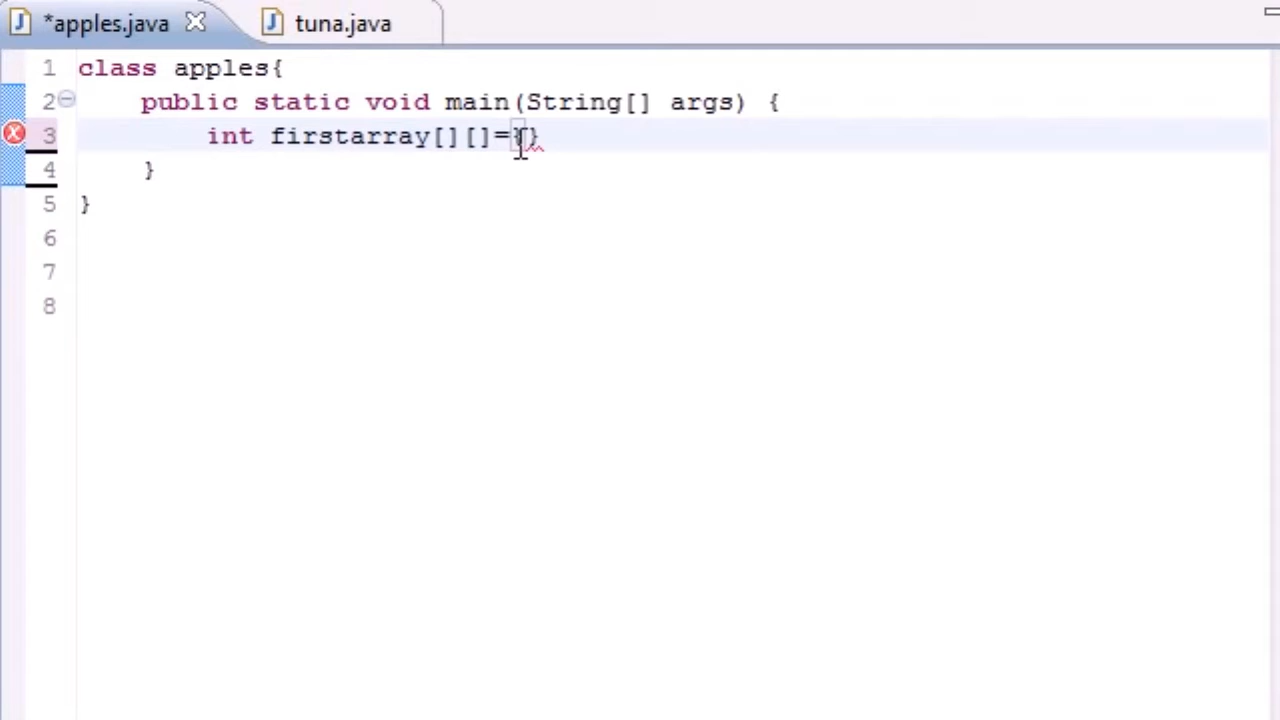 *apples.java tuna.java
1 class apples{
2 public static void main(String[] args) {
3 int firstarray[][]={}
4 }
5 }
6
7
8